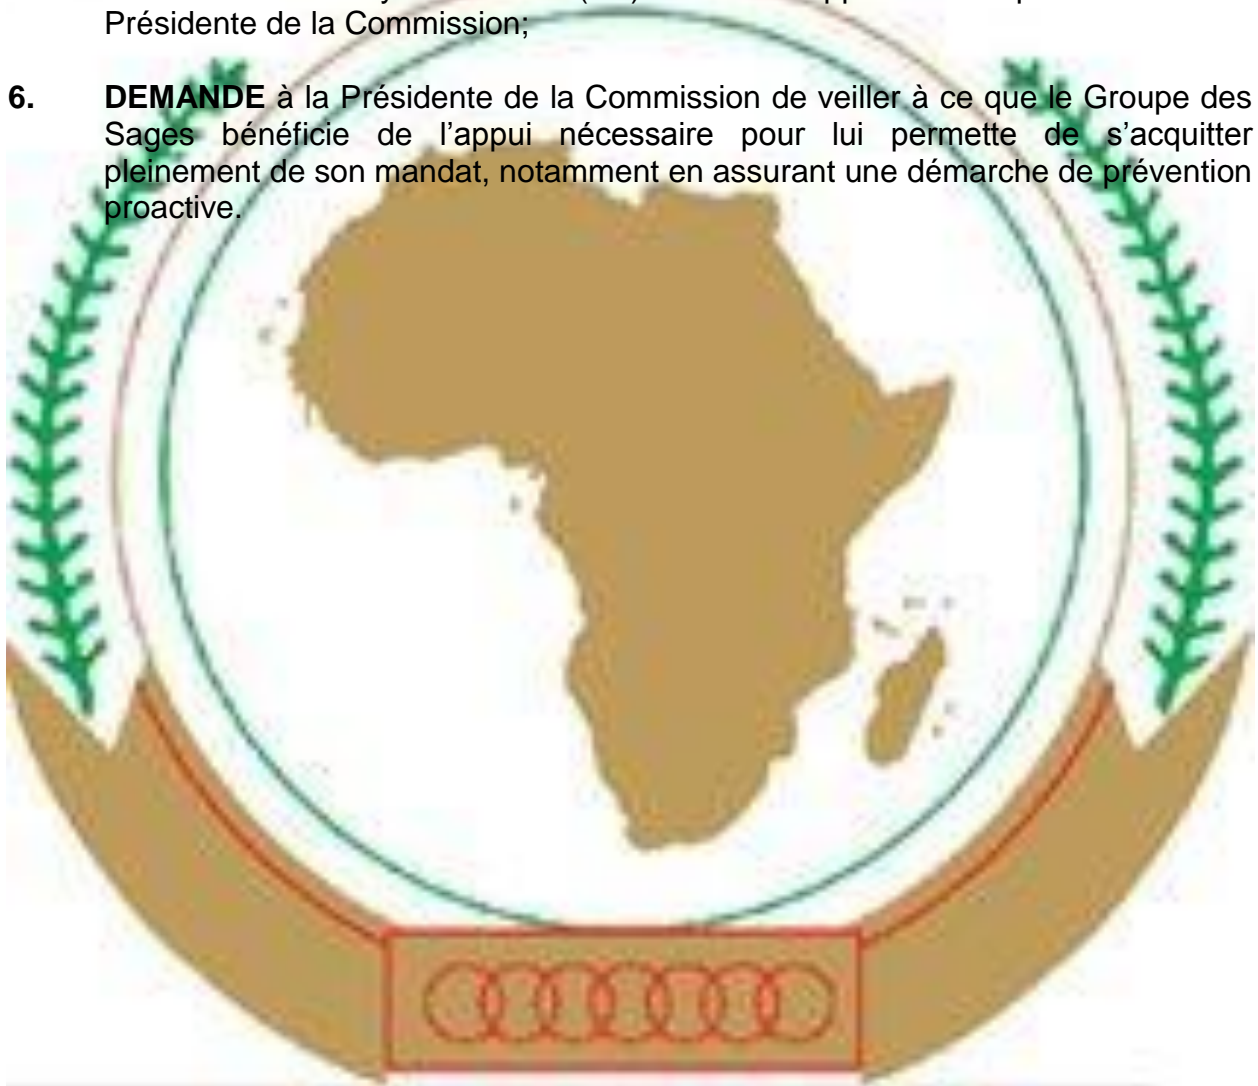 Présidente de la Commission;
6. DEMANDE à la Présidente de la Commission de veiller à ce que le Groupe des
Sages bénéficie de l’appui nécessaire pour lui permette de s’acquitter
pleinement de son mandat, notamment en assurant une démarche de prévention
proactive.